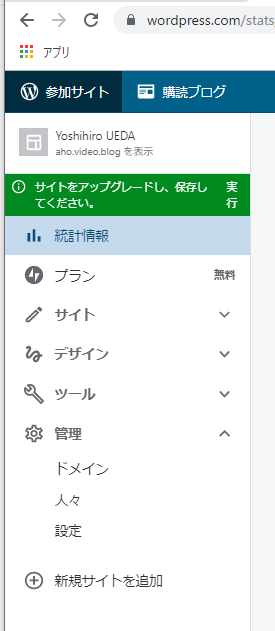 wordpress.com/stats
アプリ
参加サイト
購読ブログ
Yoshihiro UEDA
aho.video.blog を表示
サイトをアップグレードし、保存し 実
てください。 行
統計情報
プラン 無料
サイト
デザイン
ツール
管理
ドメイン
人々
設定
新規サイトを追加